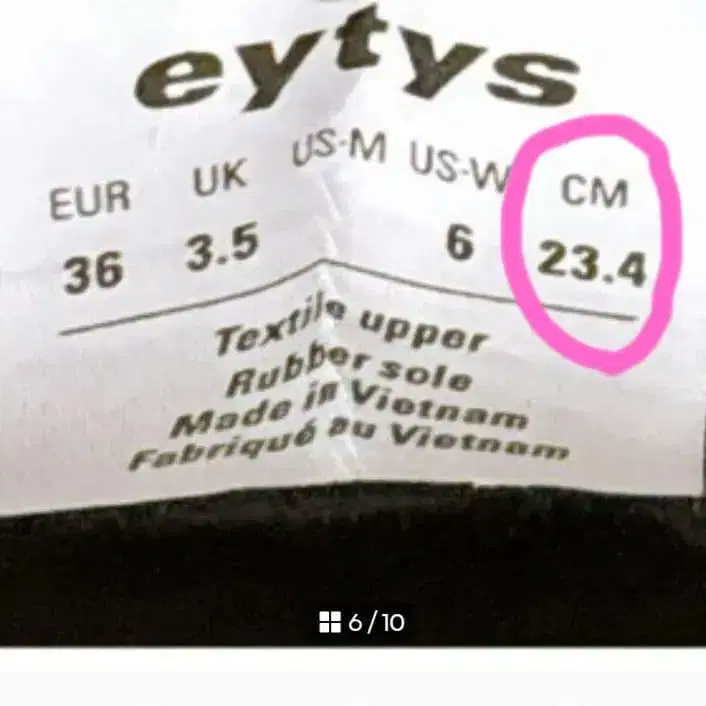 eytys
EUR UK US-M US-W CM
36 3.5 6 23.4
Textile upper
Rubber sole
Made in Vietnam
Fabriqué au Vietnam
6/10